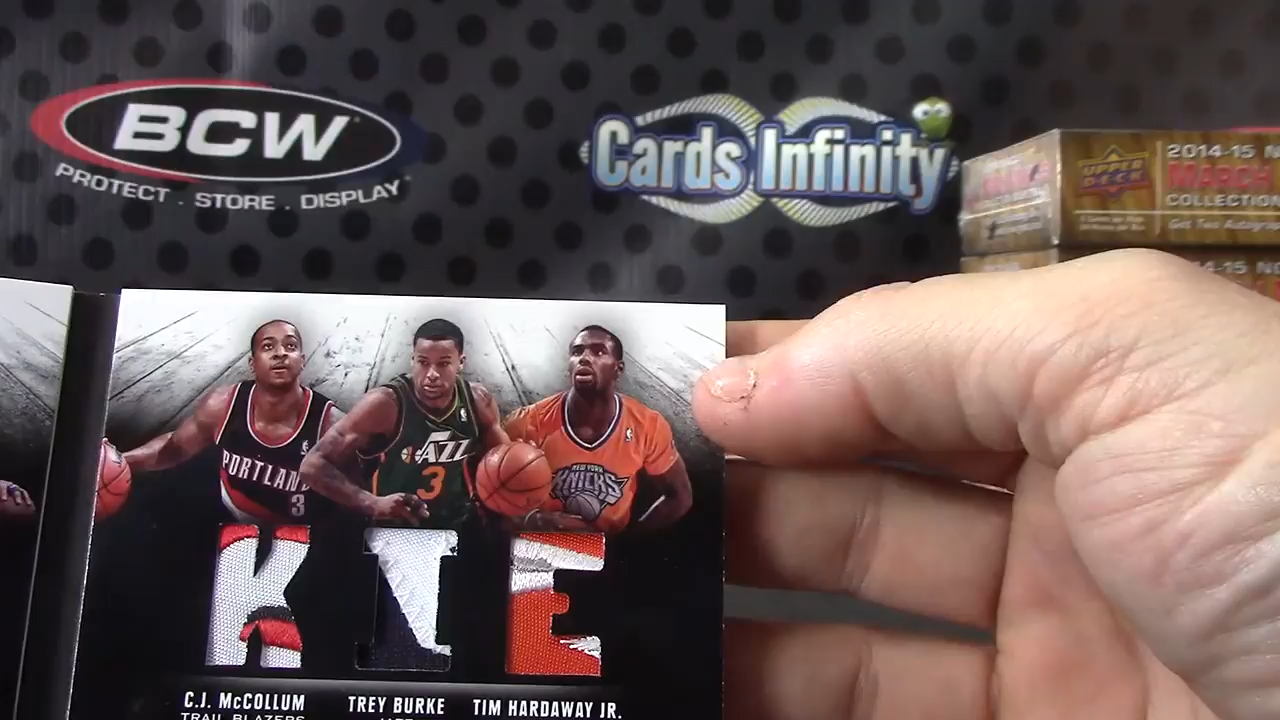 BCW
PROTECT . STORE . DISPLAY
Cards Infinity
UPPER DECK
2014-15
MARCH
COLLECTION
PORTLAND
3
JAZZ
3
NEW YORK
KNICKS
KIE
C.J. McCOLLUM
TRAIL BLAZERS
TREY BURKE
TIM HARDAWAY JR.